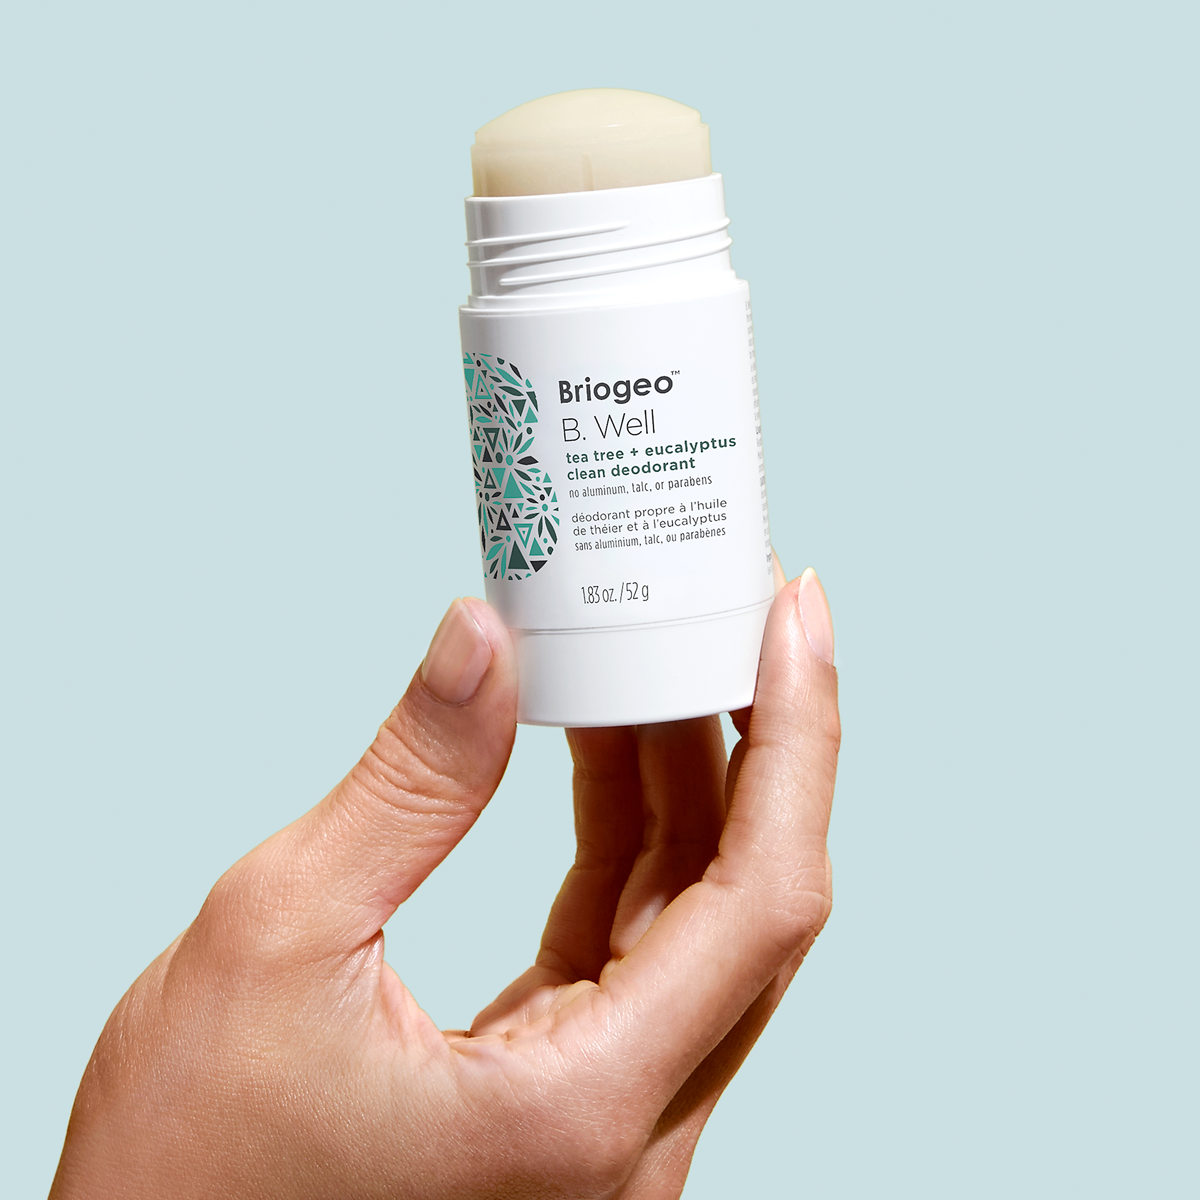 Briogeo™
B. Well
tea tree + eucalyptus
clean deodorant
no aluminum, talc, or parabens
déodorant propre à l'huile
de théier et à l'eucalyptus
sans aluminium, talc, ou parabènes
1.83 oz. / 52 g